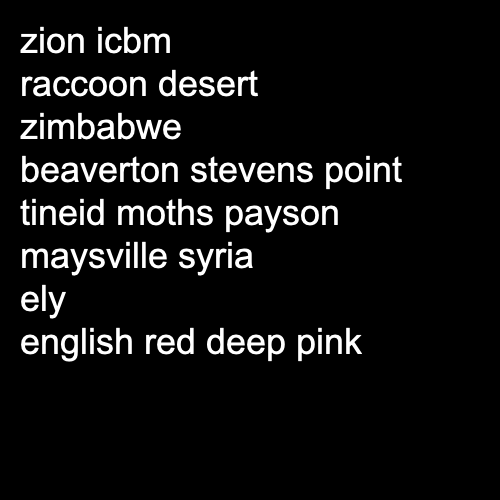 zion icbm
raccoon desert
zimbabwe
beaverton stevens point
tineid moths payson
maysville syria
ely
english red deep pink